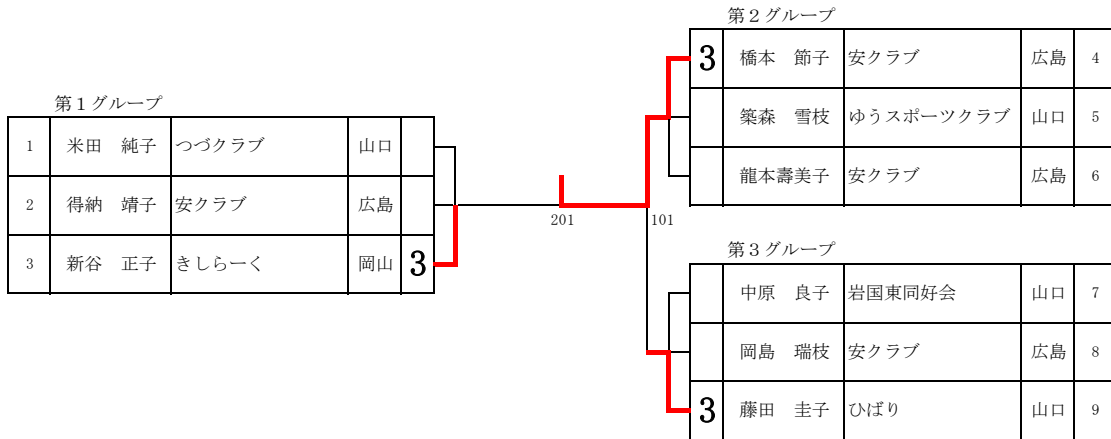 第１グループ
1 米田　純子 つづクラブ 山口
2 得納　靖子 安クラブ 広島
3 新谷　正子 きしらーく 岡山 3
201
101
第２グループ
3 橋本　節子 安クラブ 広島 4
築森　雪枝 ゆうスポーツクラブ 山口 5
龍本壽美子 安クラブ 広島 6
第３グループ
中原　良子 岩国東同好会 山口 7
岡島　瑞枝 安クラブ 広島 8
3 藤田　圭子 ひばり 山口 9